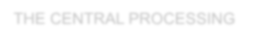 THE CENTRAL PROCESSING